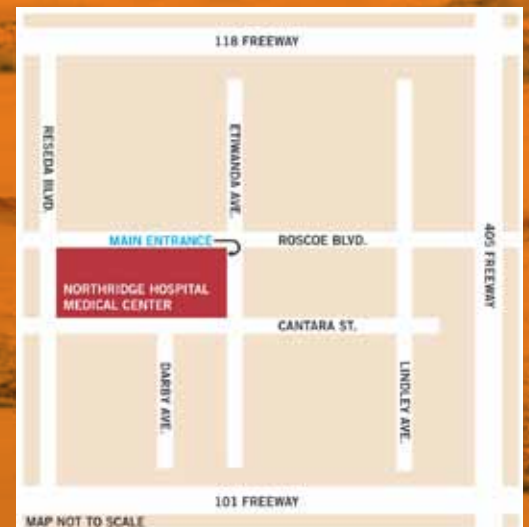 118 FREEWAY
RESEDA BLVD.
ETIWANDA AVE.
MAIN ENTRANCE
ROSCOE BLVD.
405 FREEWAY
NORTHRIDGE HOSPITAL
MEDICAL CENTER
CANTARA ST.
DARBY AVE.
LINDLEY AVE.
101 FREEWAY
MAP NOT TO SCALE